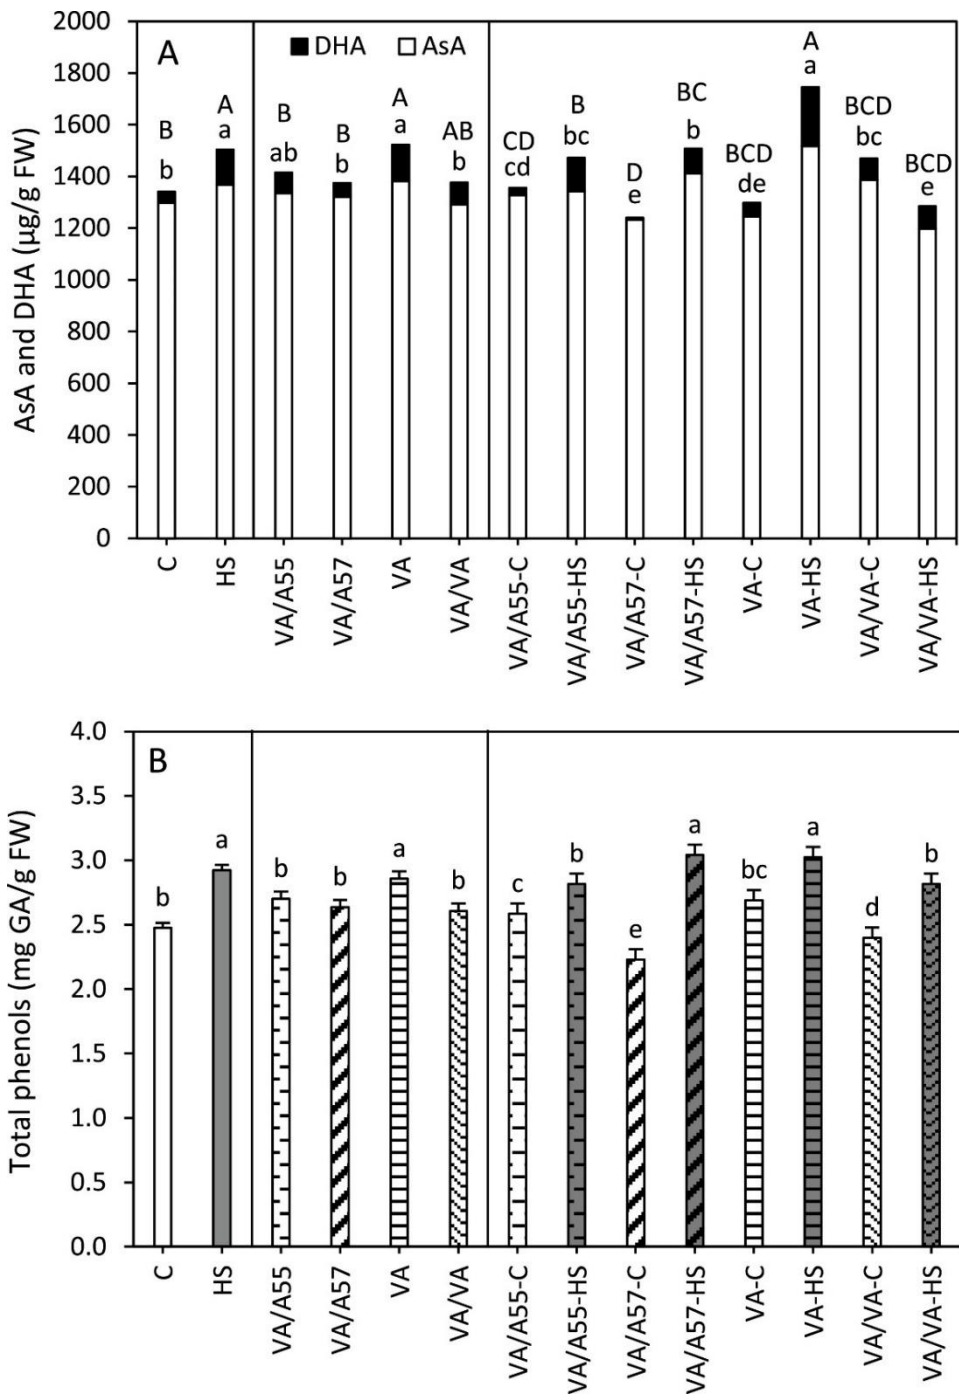 2000
1800
1600
1400
1200
1000
800
600
400
200
0
AsA and DHA (µg/g FW)
A
DHA AsA
B
b
A
a
B
ab
B
b
A
a
AB
b
CD
cd
B
bc
D
e
BC
b
BCD
de
A
a
BCD
bc
BCD
e
C
HS
VA/A55
VA/A57
VA
VA/VA
VA/A55-C
VA/A55-HS
VA/A57-C
VA/A57-HS
VA-C
VA-HS
VA/VA-C
VA/VA-HS
4.0
3.5
3.0
2.5
2.0
1.5
1.0
0.5
0.0
Total phenols (mg GA/g FW)
B
b
a
b
b
a
b
c
b
e
a
bc
a
d
b
C
HS
VA/A55
VA/A57
VA
VA/VA
VA/A55-C
VA/A55-HS
VA/A57-C
VA/A57-HS
VA-C
VA-HS
VA/VA-C
VA/VA-HS